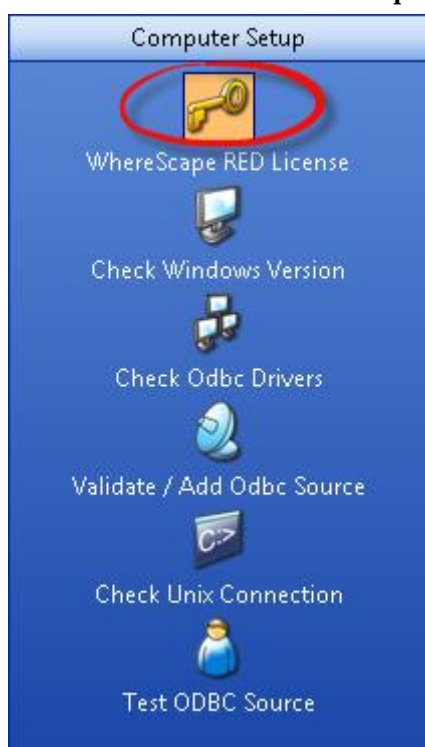 Computer Setup
WhereScape RED License
Check Windows Version
Check Odbc Drivers
Validate / Add Odbc Source
C:>
Check Unix Connection
Test ODBC Source